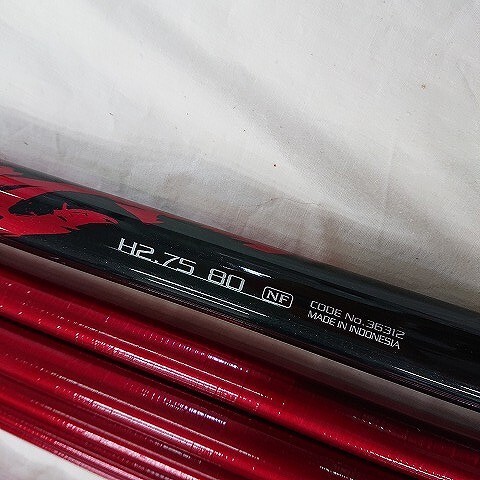 H2.75 80 NF
CODE No.36312
MADE IN INDONESIA